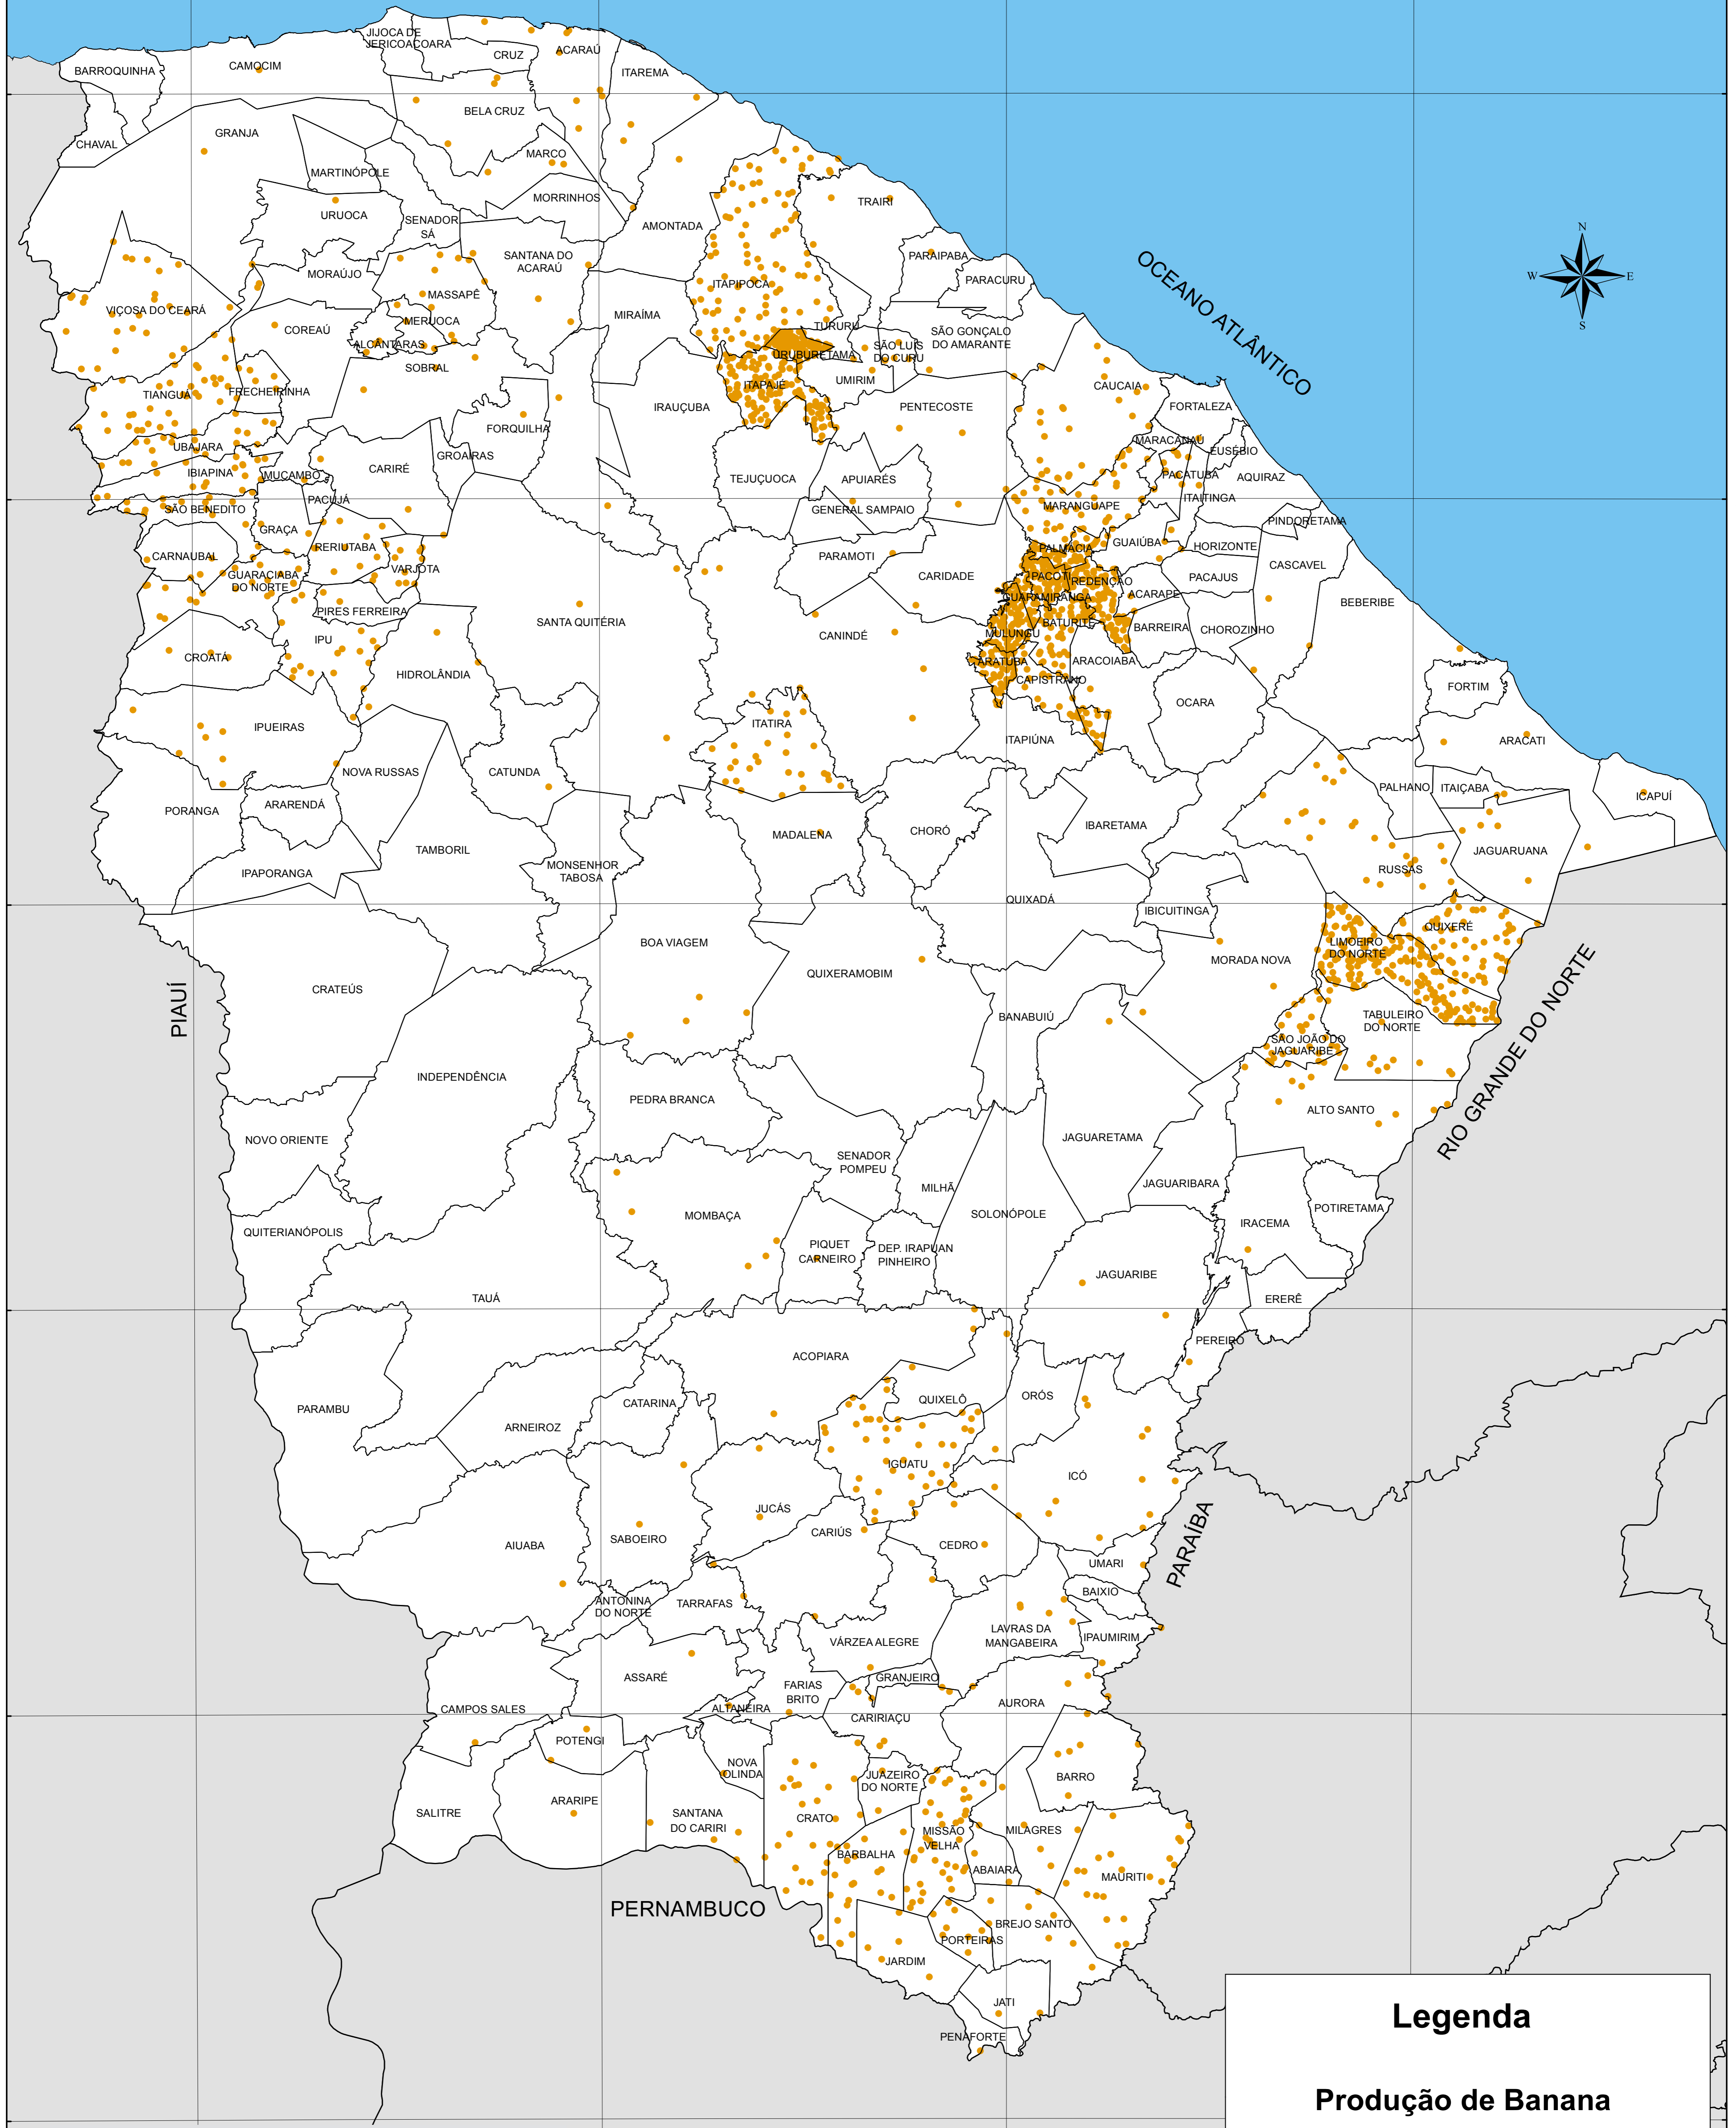 JIJOCA DE
JERICOACOARA
CRUZ
ACARAÚ
BARROQUINHA
CAMOCIM
ITAREMA
BELA CRUZ
GRANJA
CHAVAL
MARCO
MARTINÓPOLE
MORRINHOS
TRAIRI
URUOCA
SENADOR
SÁ
AMONTADA
N
W
E
S
OCEANO ATLÂNTICO
SANTANA DO
ACARAÚ
PARAIPABA
MORAÚJO
PARACURU
ITAPIPOCA
MASSAPÊ
VIÇOSA DO CEARÁ
MIRAÍMA
MERUOCA
TURURU
COREAÚ
SÃO GONÇALO
DO AMARANTE
ALCÂNTARAS
SÃO LUÍS
DO CURU
URUBURETAMA
SOBRAL
UMIRIM
ITAPAJÉ
CAUCAIA
FRECHEIRINHA
TIANGUÁ
IRAUÇUBA
PENTECOSTE
FORTALEZA
FORQUILHA
MARACANAÚ
UBAJARA
EUSÉBIO
GROAÍRAS
IBIAPINA
MUCAMBO
CARIRÉ
PACATUBA
AQUIRAZ
TEJUÇUOCA
APUIARÉS
ITAITINGA
PACUJÁ
MARANGUAPE
SÃO BENEDITO
GENERAL SAMPAIO
PINDORETAMA
GRAÇA
GUAIÚBA
RERIUTABA
PALMÁCIA
HORIZONTE
CARNAUBAL
PARAMOTI
CASCAVEL
VARJOTA
GUARACIABA
DO NORTE
CARIDADE
PACOTI
REDENÇÃO
PACAJUS
ACARAPE
GUARAMIRANGA
BEBERIBE
PIRES FERREIRA
SANTA QUITÉRIA
BATURITÉ
BARREIRA
CHOROZINHO
IPU
CANINDÉ
MULUNGU
CROATÁ
ARATUBA
ARACOIABA
HIDROLÂNDIA
CAPISTRANO
FORTIM
OCARA
ITATIRA
IPUEIRAS
ITAPIÚNA
ARACATI
NOVA RUSSAS
CATUNDA
PALHANO
ITAIÇABA
ICAPUÍ
ARARENDÁ
PORANGA
IBARETAMA
CHORÓ
MADALENA
TAMBORIL
JAGUARUANA
MONSENHOR
TABOSA
IPAPORANGA
RUSSAS
QUIXADÁ
IBICUITINGA
QUIXERÉ
LIMOEIRO
DO NORTE
BOA VIAGEM
MORADA NOVA
QUIXERAMOBIM
CRATEÚS
PIAUÍ
BANABUIÚ
TABULEIRO
DO NORTE
SÃO JOÃO DO
JAGUARIBE
RIO GRANDE DO NORTE
INDEPENDÊNCIA
PEDRA BRANCA
ALTO SANTO
NOVO ORIENTE
JAGUARETAMA
SENADOR
POMPEU
MILHÃ
JAGUARIBARA
POTIRETAMA
MOMBAÇA
SOLONÓPOLE
IRACEMA
QUITERIANÓPOLIS
PIQUET
CARNEIRO
DEP. IRAPUAN
PINHEIRO
JAGUARIBE
TAUÁ
ERERÊ
PEREIRO
ACOPIARA
PARAMBU
CATARINA
QUIXELÔ
ORÓS
ARNEIROZ
IGUATU
ICÓ
JUCÁS
CARIÚS
PARAÍBA
SABOEIRO
AIUABA
CEDRO
UMARI
BAIXIO
ANTONINA
DO NORTE
TARRAFAS
LAVRAS DA
MANGABEIRA
IPAUMIRIM
VÁRZEA ALEGRE
ASSARÉ
GRANJEIRO
FARIAS
BRITO
AURORA
CAMPOS SALES
ALTANEIRA
CARIRIAÇU
POTENGI
NOVA
OLINDA
JUAZEIRO
DO NORTE
BARRO
ARARIPE
SALITRE
SANTANA
DO CARIRI
CRATO
MISSÃO
VELHA
MILAGRES
BARBALHA
ABAIARA
MAURITI
PERNAMBUCO
BREJO SANTO
PORTEIRAS
JARDIM
JATI
PENAFORTE
Legenda
Produção de Banana